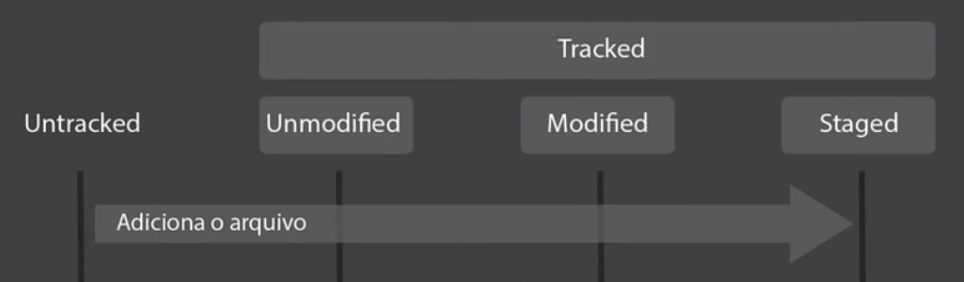 Tracked
Untracked
Unmodified
Modified
Staged
Adiciona o arquivo